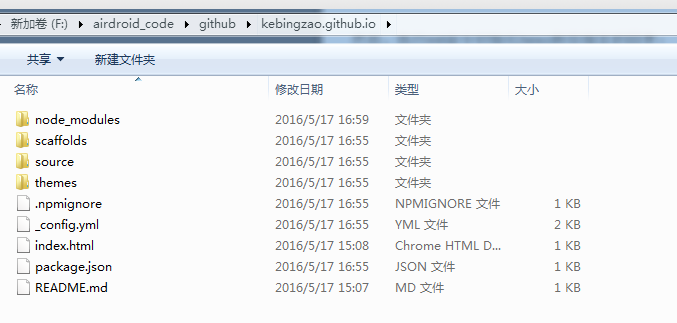 新加卷 (F:) ▸ airdroid_code ▸ github ▸ kebingzao.github.io ▸
共享 新建文件夹
名称 修改日期 类型 大小
node_modules 2016/5/17 16:59 文件夹
scaffolds 2016/5/17 16:55 文件夹
source 2016/5/17 16:55 文件夹
themes 2016/5/17 16:55 文件夹
.npmignore 2016/5/17 16:55 NPMIGNORE 文件 1 KB
_config.yml 2016/5/17 16:55 YML 文件 2 KB
index.html 2016/5/17 15:08 Chrome HTML D... 1 KB
package.json 2016/5/17 16:55 JSON 文件 1 KB
README.md 2016/5/17 15:07 MD 文件 1 KB